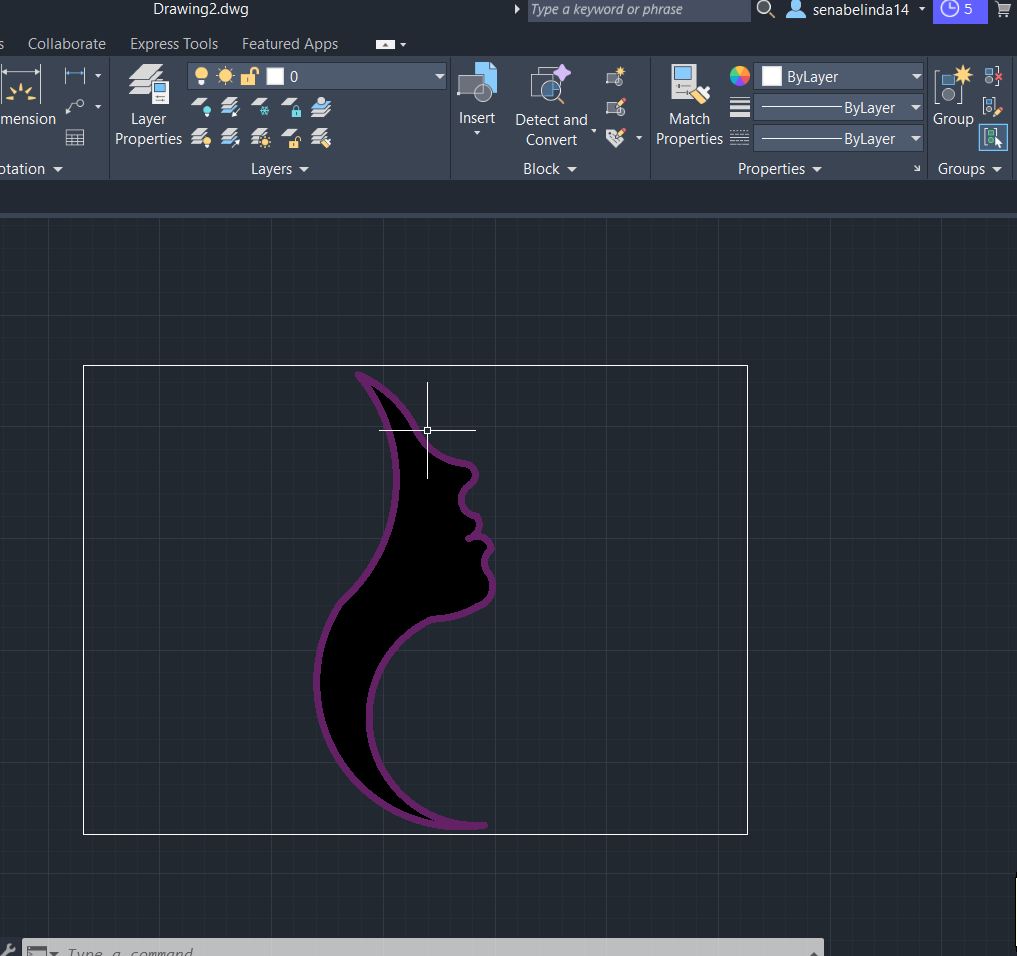 Drawing2.dwg
Type a keyword or phrase
senabelinda14
5
s
Collaborate
Express Tools
Featured Apps
mension
Layer
Properties
0
Insert
Detect and
Convert
Match
Properties
ByLayer
ByLayer
ByLayer
Group
otation
Layers
Block
Properties
Groups
Type a command